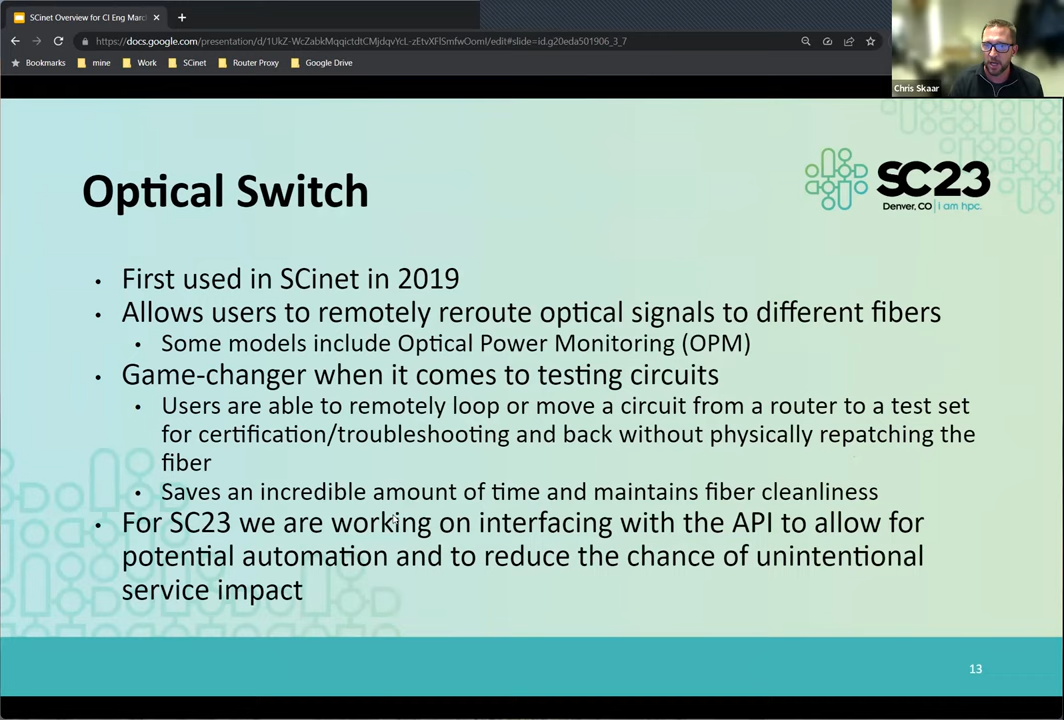 SCinet Overview for CI Eng Marc
https://docs.google.com/presentation/d/1UkZ-WcZabkMqqictdtCMjdqvYcL-zEtvXFlSmfwOomI/edit#slide=id.g20eda501906_3_7
Bookmarks mine Work SCinet Router Proxy Google Drive
Chris Skaar
SC23
Denver, CO | i am hpc.
Optical Switch
• First used in SCinet in 2019
• Allows users to remotely reroute optical signals to different fibers
• Some models include Optical Power Monitoring (OPM)
• Game-changer when it comes to testing circuits
• Users are able to remotely loop or move a circuit from a router to a test set
for certification/troubleshooting and back without physically repatching the
fiber
• Saves an incredible amount of time and maintains fiber cleanliness
• For SC23 we are working on interfacing with the API to allow for
potential automation and to reduce the chance of unintentional
service impact
13